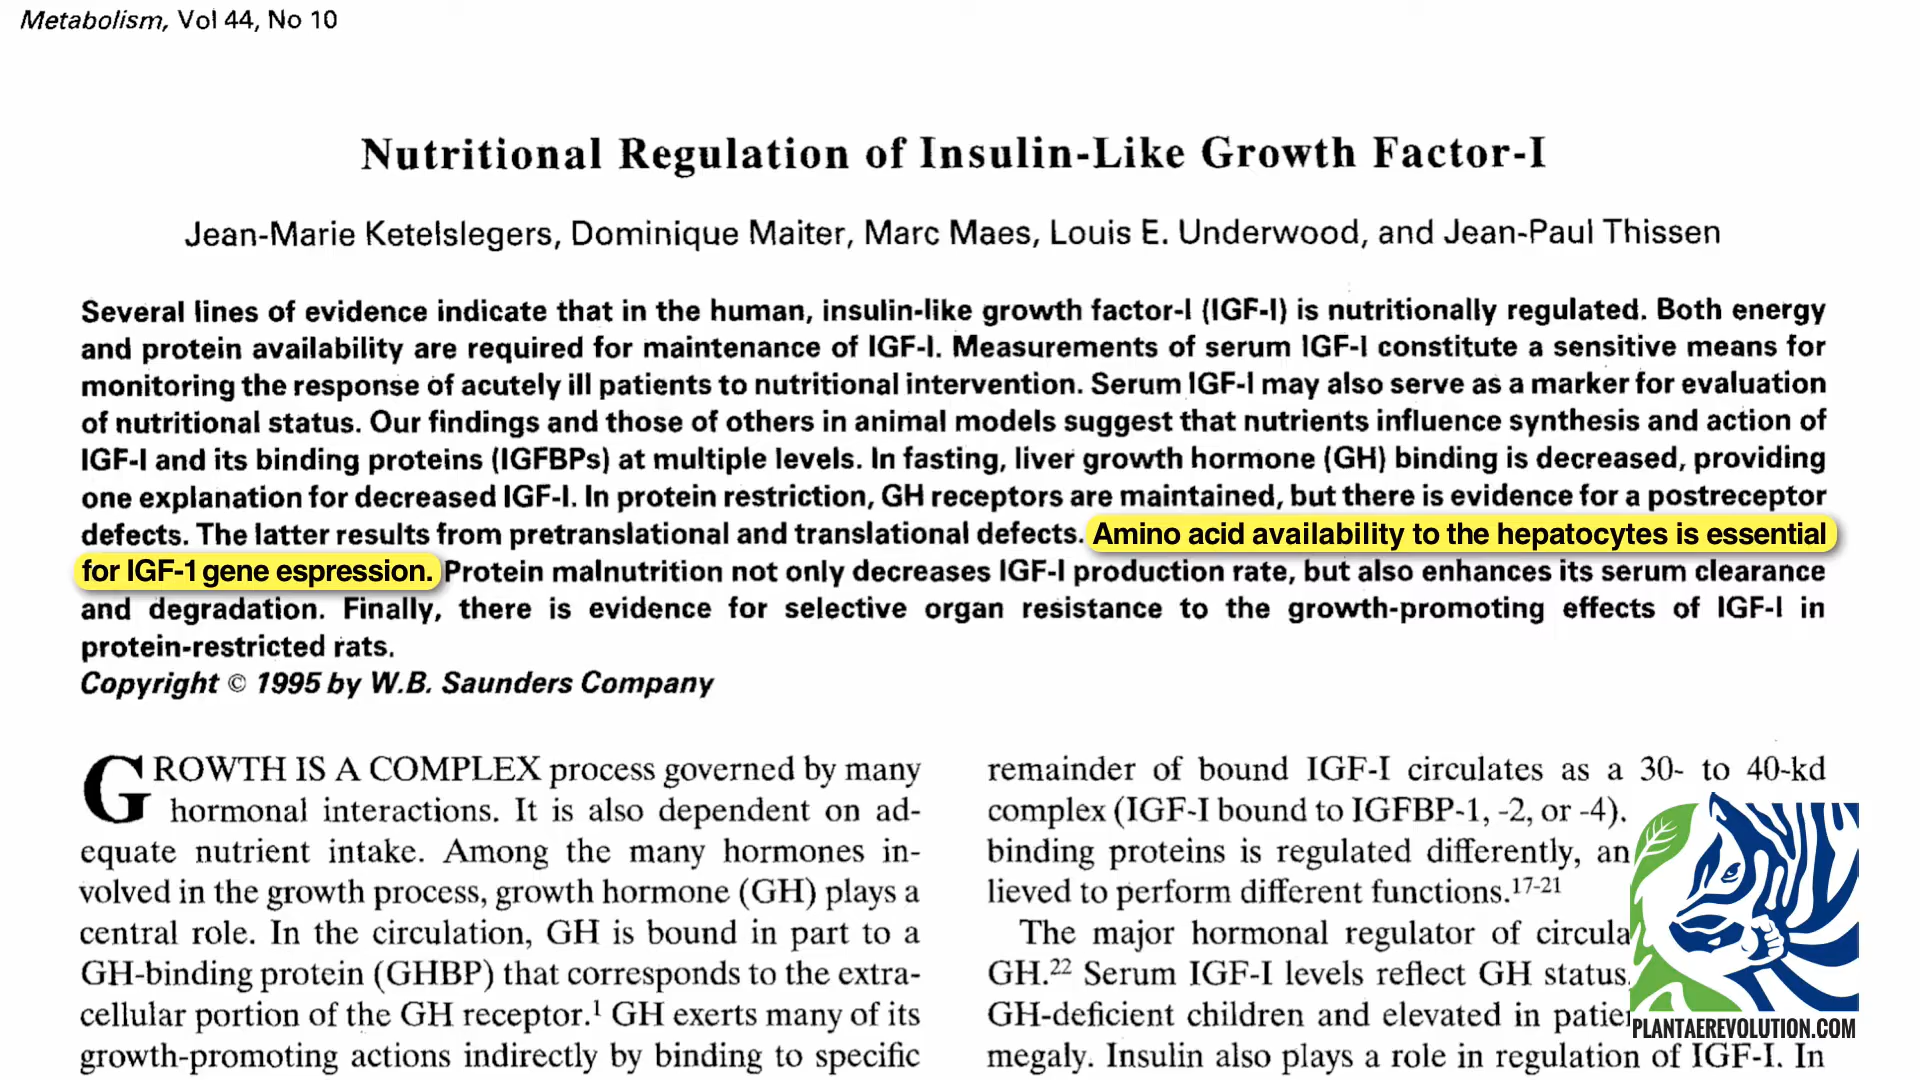 Metabolism, Vol 44, No 10
Nutritional Regulation of Insulin-Like Growth Factor-I
Jean-Marie Ketelslegers, Dominique Maiter, Marc Maes, Louis E. Underwood, and Jean-Paul Thissen
Several lines of evidence indicate that in the human, insulin-like growth factor-I (IGF-I) is nutritionally regulated. Both energy
and protein availability are required for maintenance of IGF-I. Measurements of serum IGF-I constitute a sensitive means for
monitoring the response of acutely ill patients to nutritional intervention. Serum IGF-I may also serve as a marker for evaluation
of nutritional status. Our findings and those of others in animal models suggest that nutrients influence synthesis and action of
IGF-I and its binding proteins (IGFBPs) at multiple levels. In fasting, liver growth hormone (GH) binding is decreased, providing
one explanation for decreased IGF-I. In protein restriction, GH receptors are maintained, but there is evidence for a postreceptor
defects. The latter results from pretranslational and translational defects. Amino acid availability to the hepatocytes is essential
for IGF-1 gene espression. Protein malnutrition not only decreases IGF-I production rate, but also enhances its serum clearance
and degradation. Finally, there is evidence for selective organ resistance to the growth-promoting effects of IGF-I in
protein-restricted rats.
Copyright © 1995 by W.B. Saunders Company
GROWTH IS A COMPLEX process governed by many
hormonal interactions. It is also dependent on ad-
equate nutrient intake. Among the many hormones in-
volved in the growth process, growth hormone (GH) plays a
central role. In the circulation, GH is bound in part to a
GH-binding protein (GHBP) that corresponds to the extra-
cellular portion of the GH receptor.1 GH exerts many of its
growth-promoting actions indirectly by binding to specific
remainder of bound IGF-I circulates as a 30- to 40-kd
complex (IGF-I bound to IGFBP-1, -2, or -4).
binding proteins is regulated differently, an
lieved to perform different functions.17-21
The major hormonal regulator of circula
GH.22 Serum IGF-I levels reflect GH status,
GH-deficient children and elevated in patie
megaly. Insulin also plays a role in regulation of IGF-I. In
PLANTAEREVOLUTION.COM